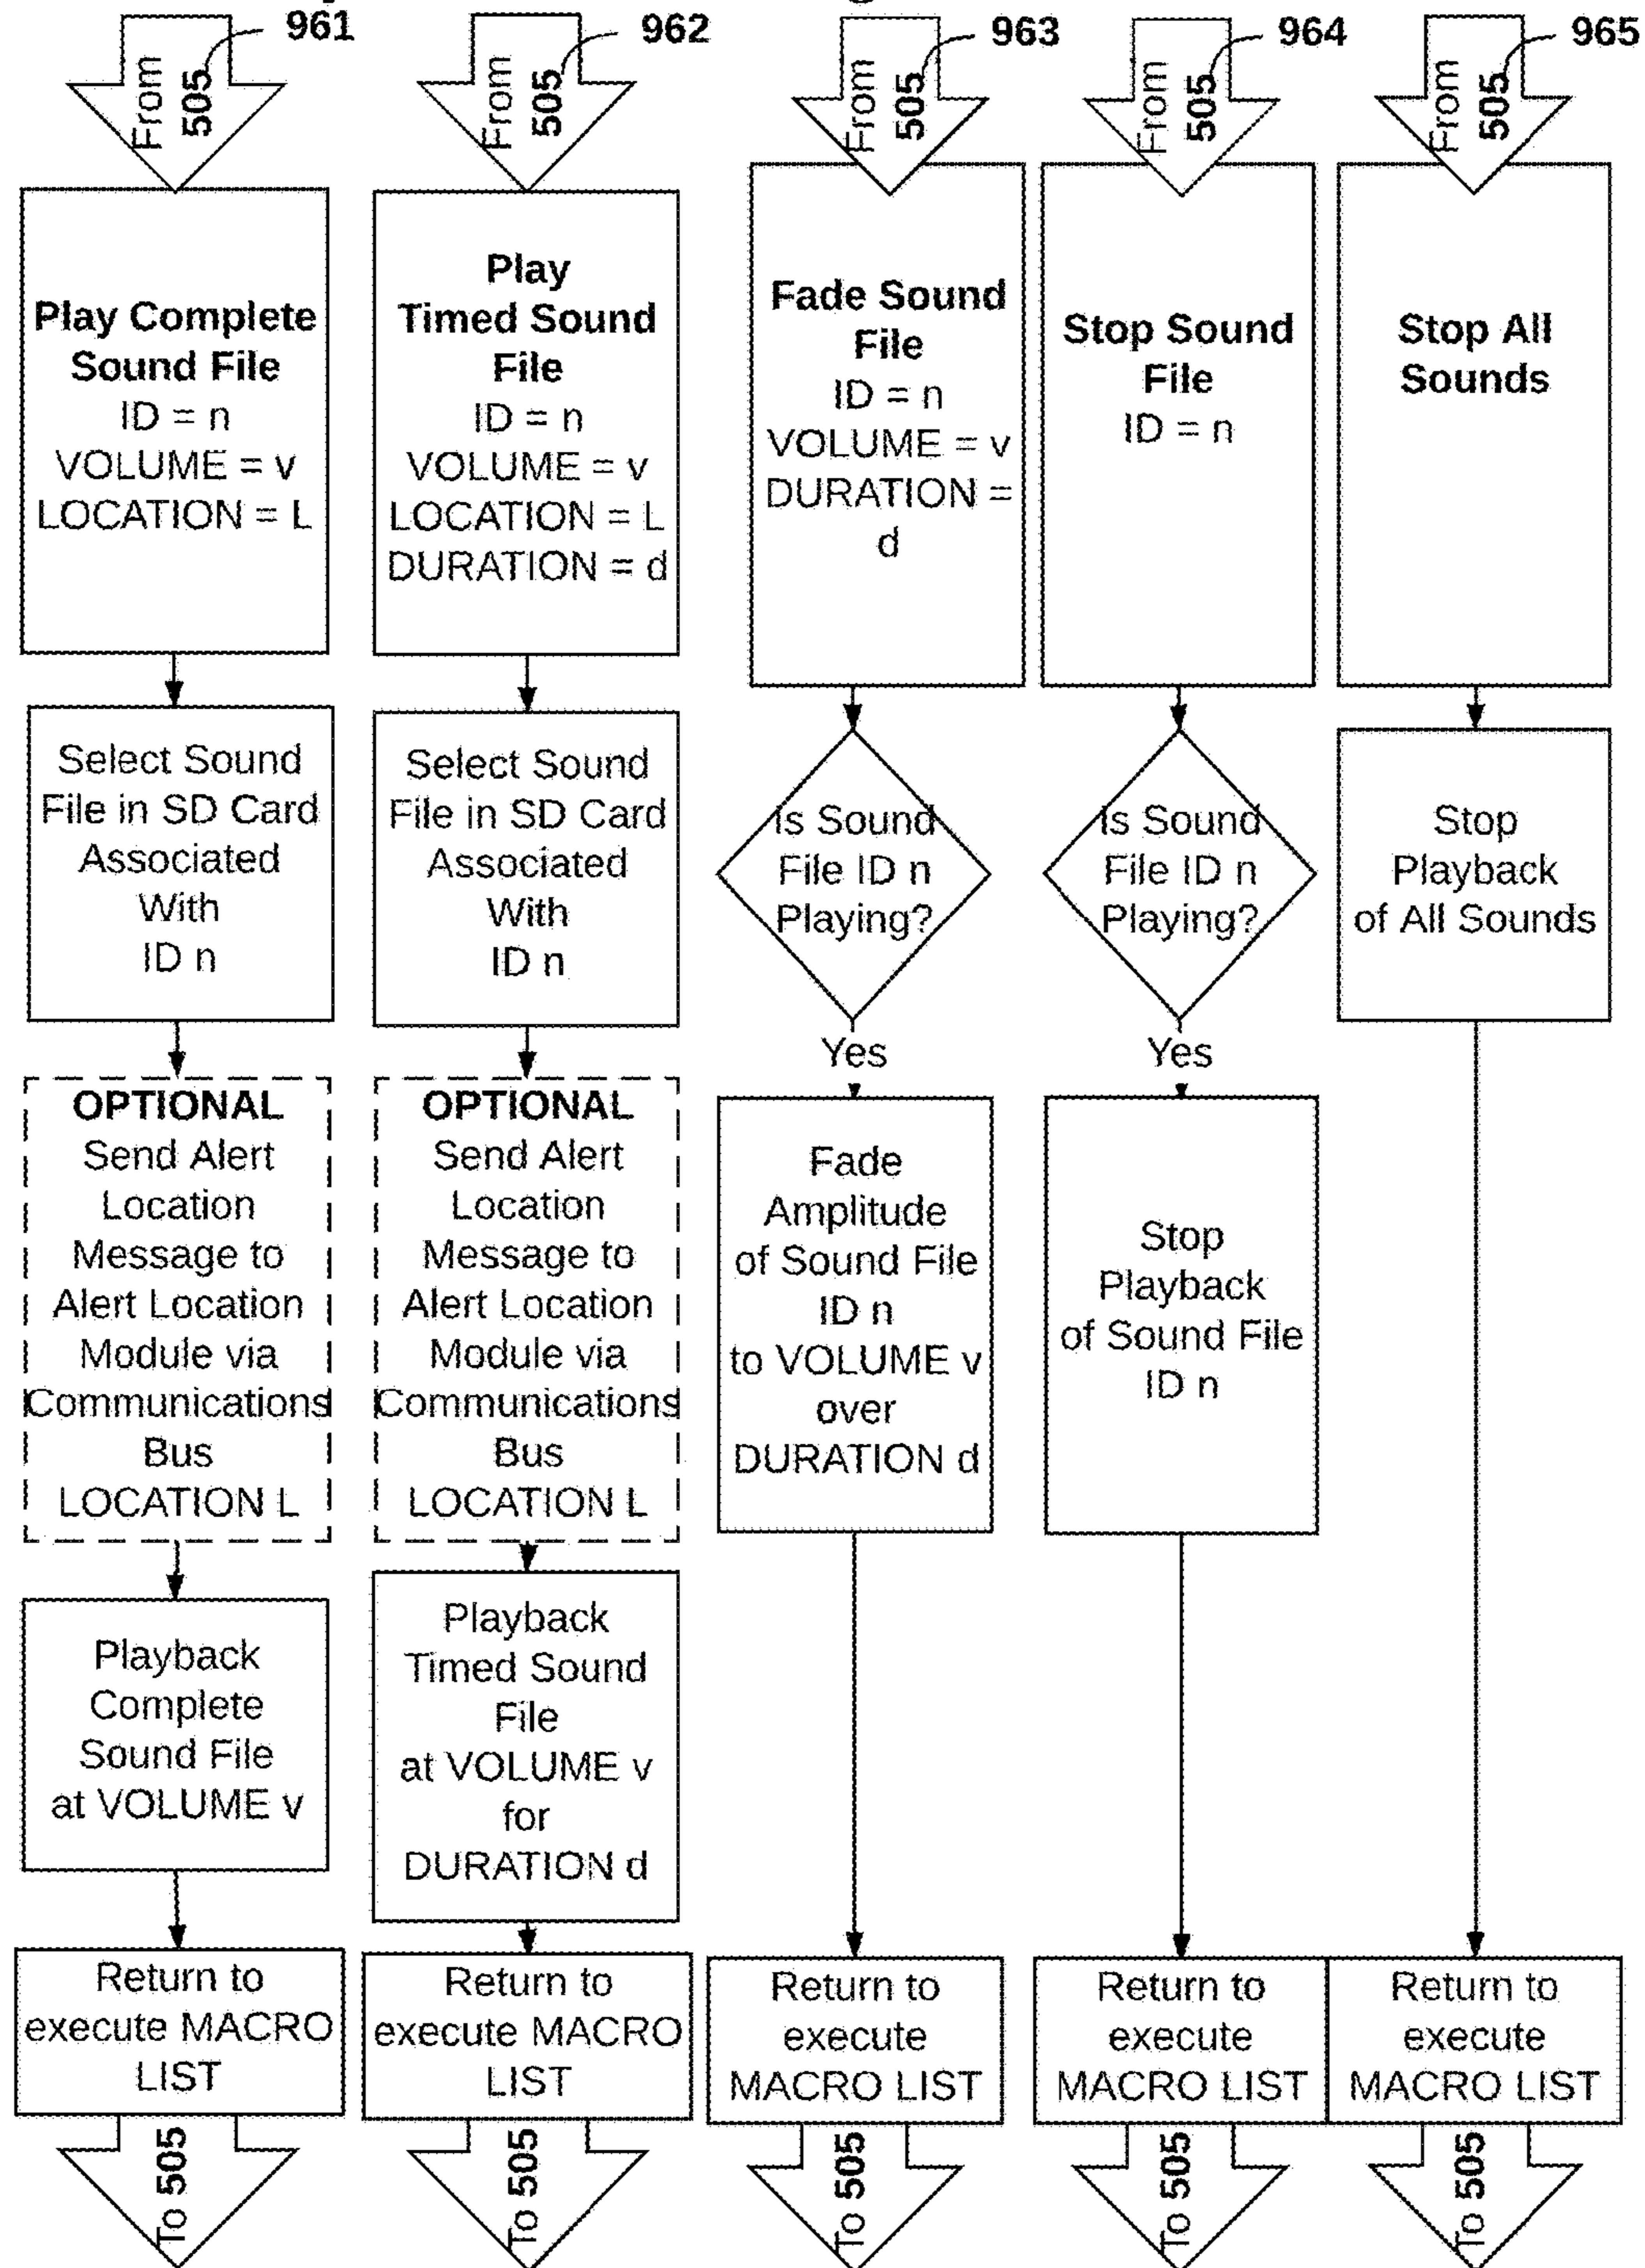 From
505
961
Play Complete
Sound File
ID = n
VOLUME = v
LOCATION = L
Select Sound
File in SD Card
Associated
With
ID n
OPTIONAL
Send Alert
Location
Message to
Alert Location
Module via
Communications
Bus
LOCATION L
Playback
Complete
Sound File
at VOLUME v
Return to
execute MACRO
LIST
To 505
From
505
962
Play
Timed Sound
File
ID = n
VOLUME = v
LOCATION = L
DURATION = d
Select Sound
File in SD Card
Associated
With
ID n
OPTIONAL
Send Alert
Location
Message to
Alert Location
Module via
Communications
Bus
LOCATION L
Playback
Timed Sound
File
at VOLUME v
for
DURATION d
Return to
execute MACRO
LIST
To 505
From
505
963
Fade Sound
File
ID = n
VOLUME = v
DURATION =
d
Is Sound
File ID n
Playing?
Yes
Fade
Amplitude
of Sound File
ID n
to VOLUME v
over
DURATION d
Return to
execute
MACRO LIST
To 505
From
505
964
Stop Sound
File
ID = n
Is Sound
File ID n
Playing?
Yes
Stop
Playback
of Sound File
ID n
Return to
execute
MACRO LIST
To 505
From
505
965
Stop All
Sounds
Stop
Playback
of All Sounds
Return to
execute
MACRO LIST
To 505